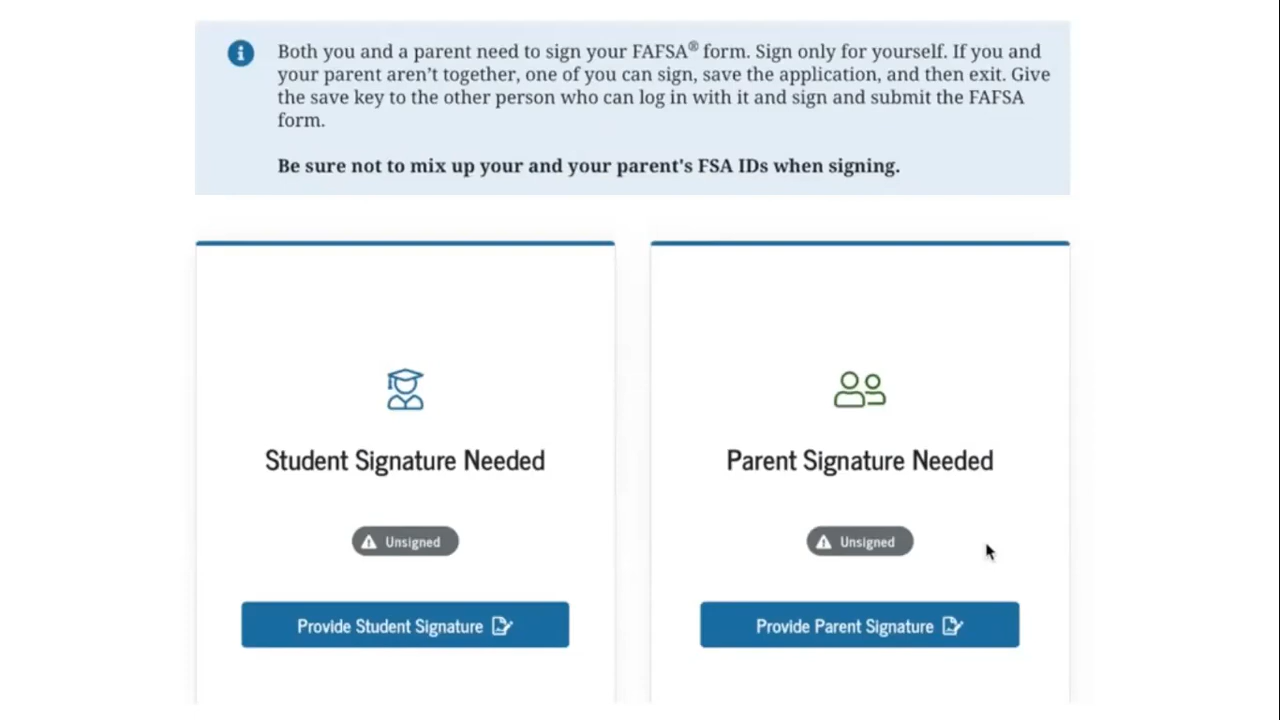 Both you and a parent need to sign your FAFSA® form. Sign only for yourself. If you and
your parent aren't together, one of you can sign, save the application, and then exit. Give
the save key to the other person who can log in with it and sign and submit the FAFSA
form.
Be sure not to mix up your and your parent's FSA IDs when signing.
Student Signature Needed
Unsigned
Provide Student Signature
Parent Signature Needed
Unsigned
Provide Parent Signature